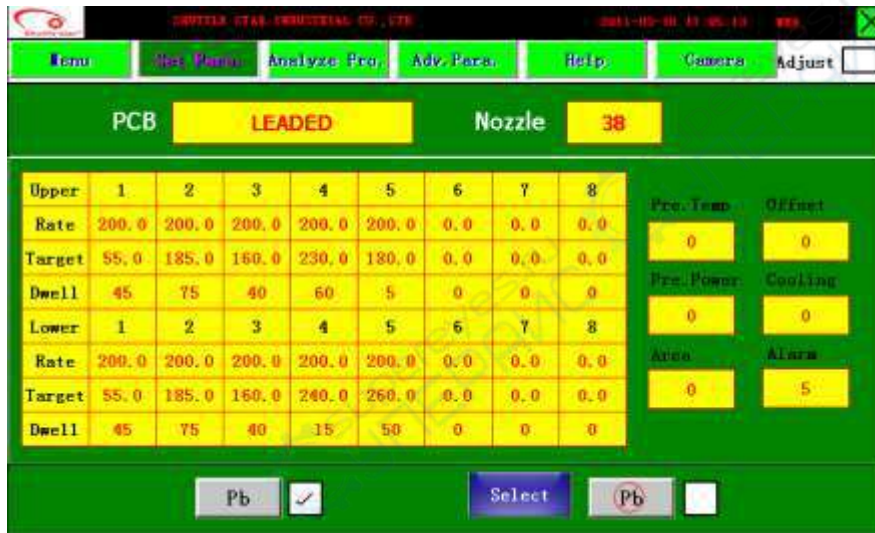 SHUTTLE STAR INDUSTRIAL CO.,LTD
Menu Set Para. Analyze Pro. Adv.Para. Help Camera Adjust
PCB LEADED Nozzle 38
Upper 1 2 3 4 5 6 7 8
Rate 200.0 200.0 200.0 200.0 200.0 0.0 0.0 0.0
Target 55.0 185.0 160.0 230.0 180.0 0.0 0.0 0.0
Dwell 45 75 40 60 5 0 0 0
Lower 1 2 3 4 5 6 7 8
Rate 200.0 200.0 200.0 200.0 200.0 0.0 0.0 0.0
Target 55.0 185.0 160.0 240.0 260.0 0.0 0.0 0.0
Dwell 45 75 40 15 50 0 0 0
Pre.Temp Offset
0 0
Pre.Power Cooling
0 0
Area Alarm
0 5
Pb Select Pb